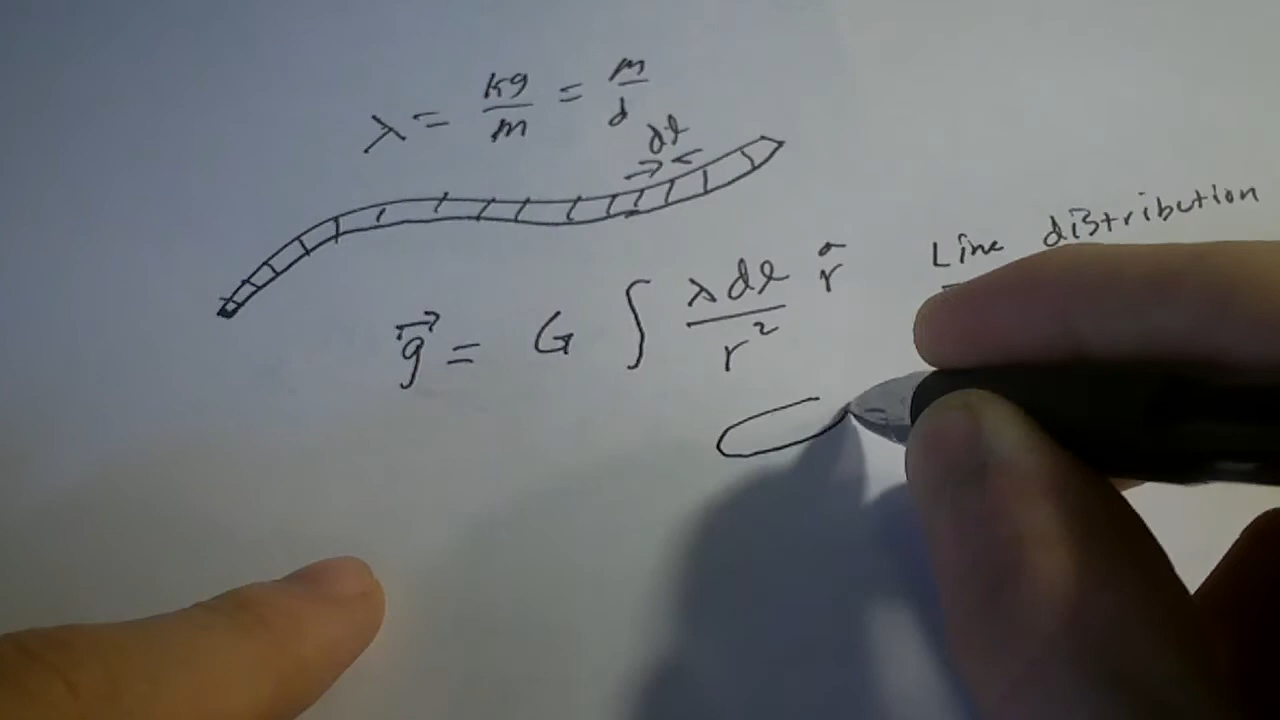 λ = kg/m = m/d
dl
Line distribution
g⃗ = G ∫ λdl/r² r̂